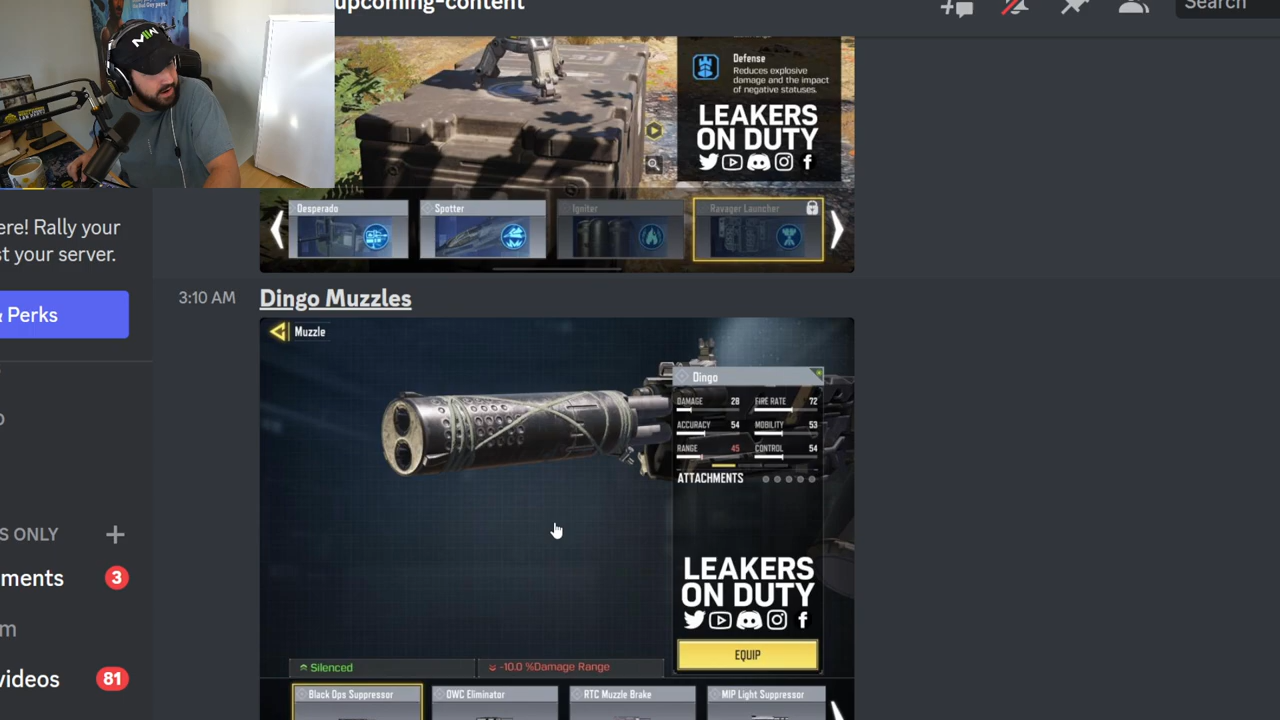 upcoming-content
Search
Defense
Reduces explosive
damage and the impact
of negative statuses.
LEAKERS
ON DUTY
Desperado
Spotter
Igniter
Ravager Launcher
ere! Rally your
st your server.
& Perks
3:10 AM
Dingo Muzzles
Muzzle
Dingo
DAMAGE 28 FIRE RATE 72
ACCURACY 54 MOBILITY 53
RANGE 45 CONTROL 54
ATTACHMENTS
S ONLY
ments 3
m
videos 81
LEAKERS
ON DUTY
EQUIP
Silenced
-10.0 %Damage Range
Black Ops Suppressor
OWC Eliminator
RTC Muzzle Brake
MIP Light Suppressor